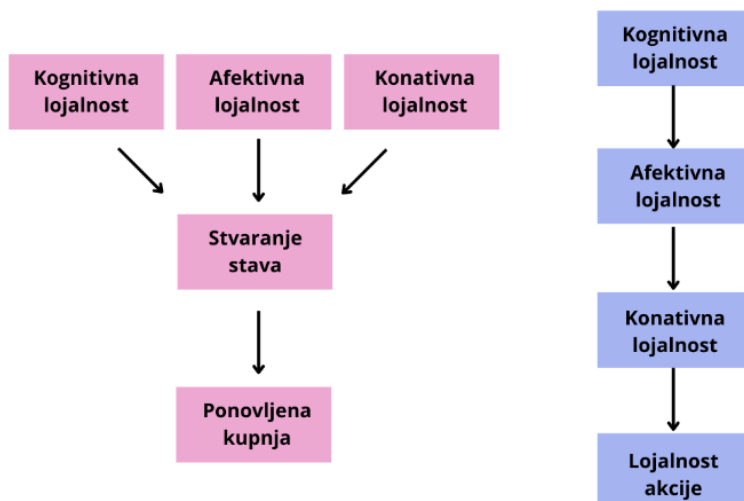 Kognitivna
lojalnost
Afektivna
lojalnost
Konativna
lojalnost
Stvaranje
stava
Ponovljena
kupnja
Kognitivna
lojalnost
Afektivna
lojalnost
Konativna
lojalnost
Lojalnost
akcije